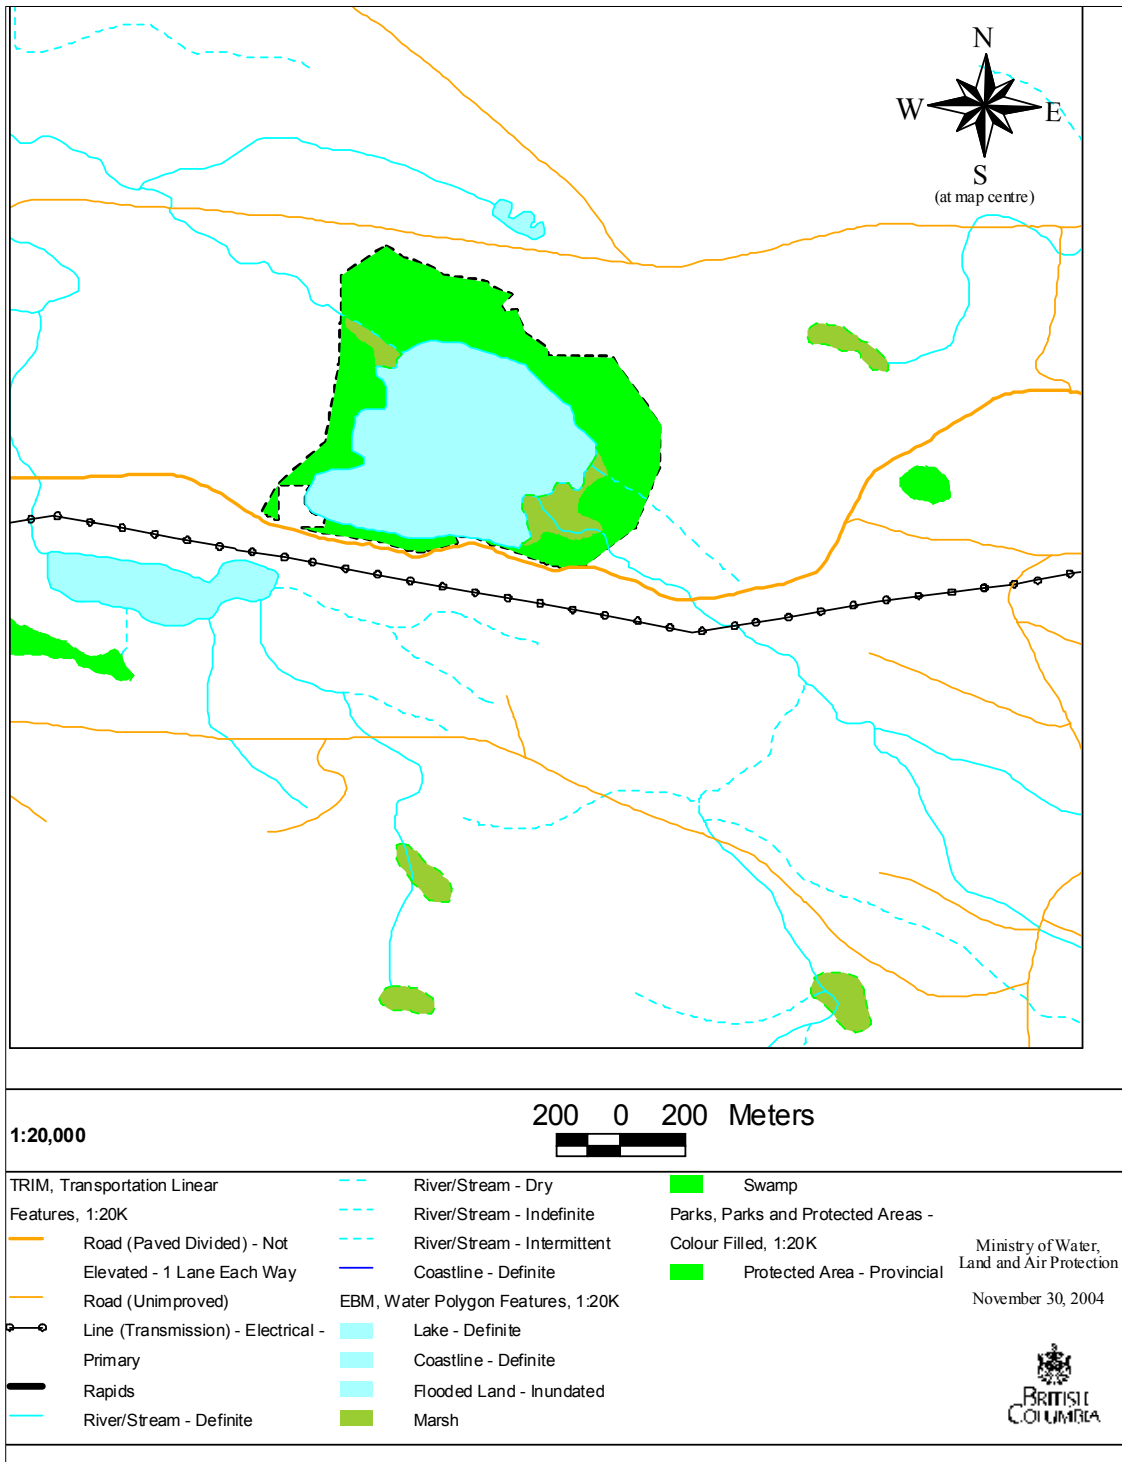 N
W
E
S
(at map centre)
1:20,000
200 0 200 Meters
TRIM, Transportation Linear
Features, 1:20K
Road (Paved Divided) - Not
Elevated - 1 Lane Each Way
Road (Unimproved)
Line (Transmission) - Electrical -
Primary
Rapids
River/Stream - Definite
River/Stream - Dry
River/Stream - Indefinite
River/Stream - Intermittent
Coastline - Definite
EBM, Water Polygon Features, 1:20K
Lake - Definite
Coastline - Definite
Flooded Land - Inundated
Marsh
Swamp
Parks, Parks and Protected Areas -
Colour Filled, 1:20K
Protected Area - Provincial
Ministry of Water,
Land and Air Protection
November 30, 2004
BRITISH
COLUMBIA